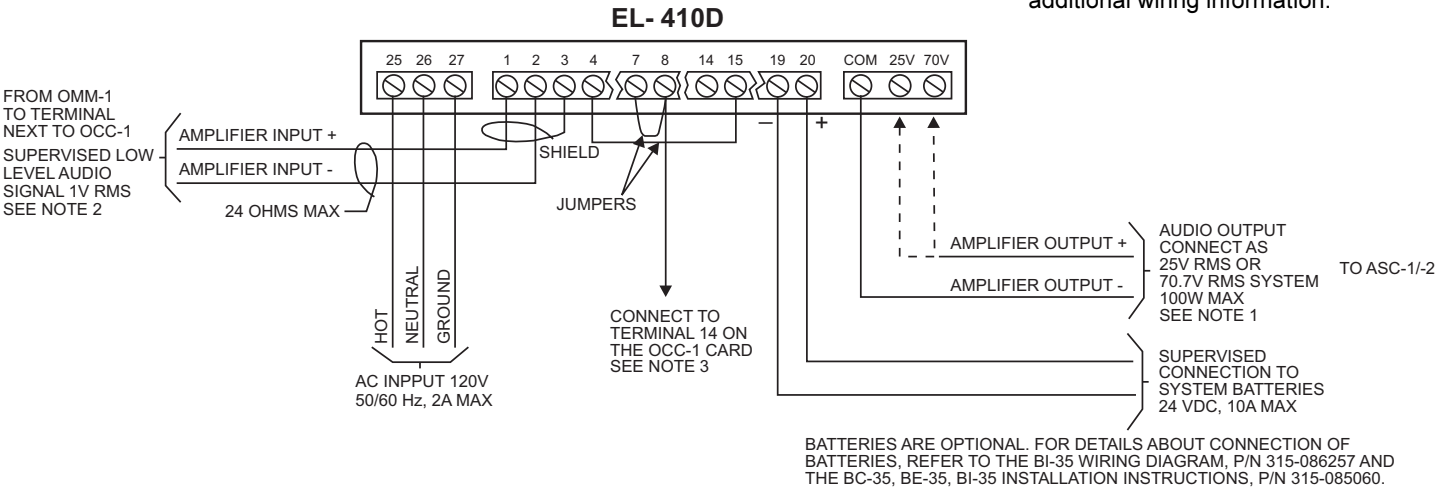 additional wiring information.
EL- 410D
25 26 27 1 2 3 4 7 8 14 15 19 20 COM 25V 70V
– +
FROM OMM-1
TO TERMINAL
NEXT TO OCC-1
SUPERVISED LOW
LEVEL AUDIO
SIGNAL 1V RMS
SEE NOTE 2
AMPLIFIER INPUT +
AMPLIFIER INPUT -
24 OHMS MAX
SHIELD
JUMPERS
HOT
NEUTRAL
GROUND
AC INPPUT 120V
50/60 Hz, 2A MAX
CONNECT TO
TERMINAL 14 ON
THE OCC-1 CARD
SEE NOTE 3
AMPLIFIER OUTPUT +
AMPLIFIER OUTPUT -
AUDIO OUTPUT
CONNECT AS
25V RMS OR
70.7V RMS SYSTEM
100W MAX
SEE NOTE 1
TO ASC-1/-2
SUPERVISED
CONNECTION TO
SYSTEM BATTERIES
24 VDC, 10A MAX
BATTERIES ARE OPTIONAL. FOR DETAILS ABOUT CONNECTION OF
BATTERIES, REFER TO THE BI-35 WIRING DIAGRAM, P/N 315-086257 AND
THE BC-35, BE-35, BI-35 INSTALLATION INSTRUCTIONS, P/N 315-085060.